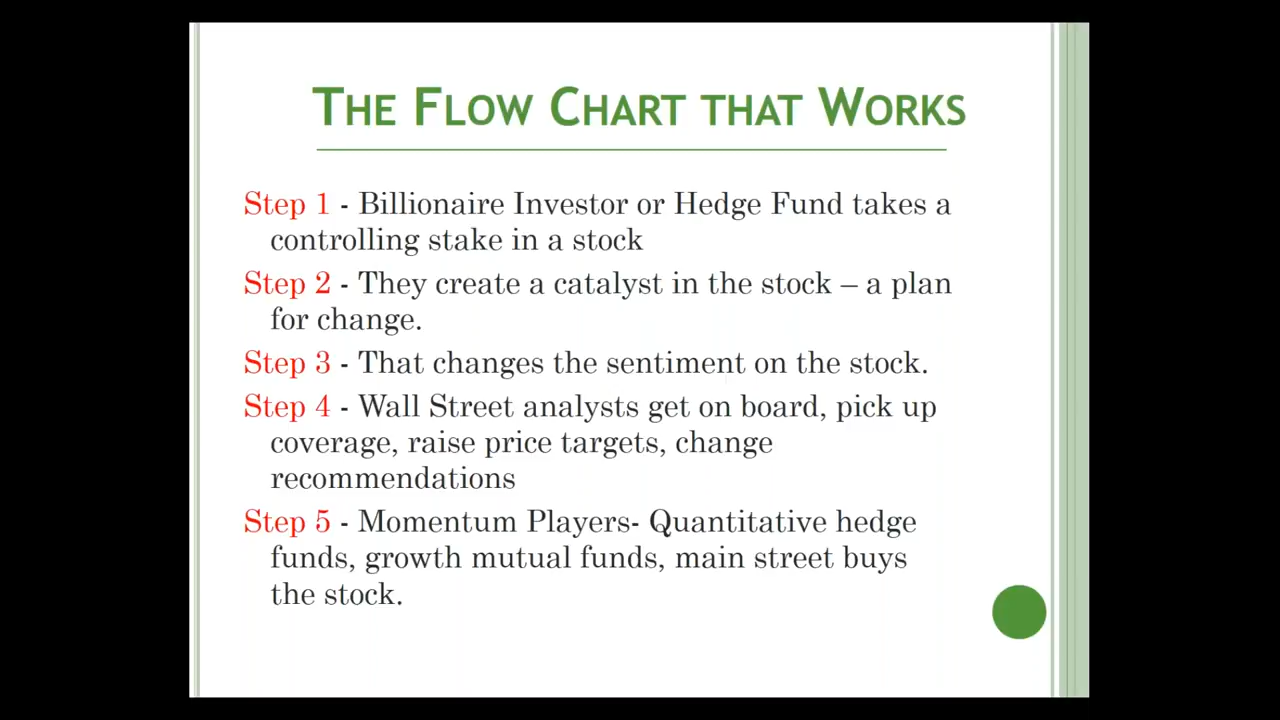 THE FLOW CHART THAT WORKS
Step 1 - Billionaire Investor or Hedge Fund takes a
controlling stake in a stock
Step 2 - They create a catalyst in the stock – a plan
for change.
Step 3 - That changes the sentiment on the stock.
Step 4 - Wall Street analysts get on board, pick up
coverage, raise price targets, change
recommendations
Step 5 - Momentum Players- Quantitative hedge
funds, growth mutual funds, main street buys
the stock.